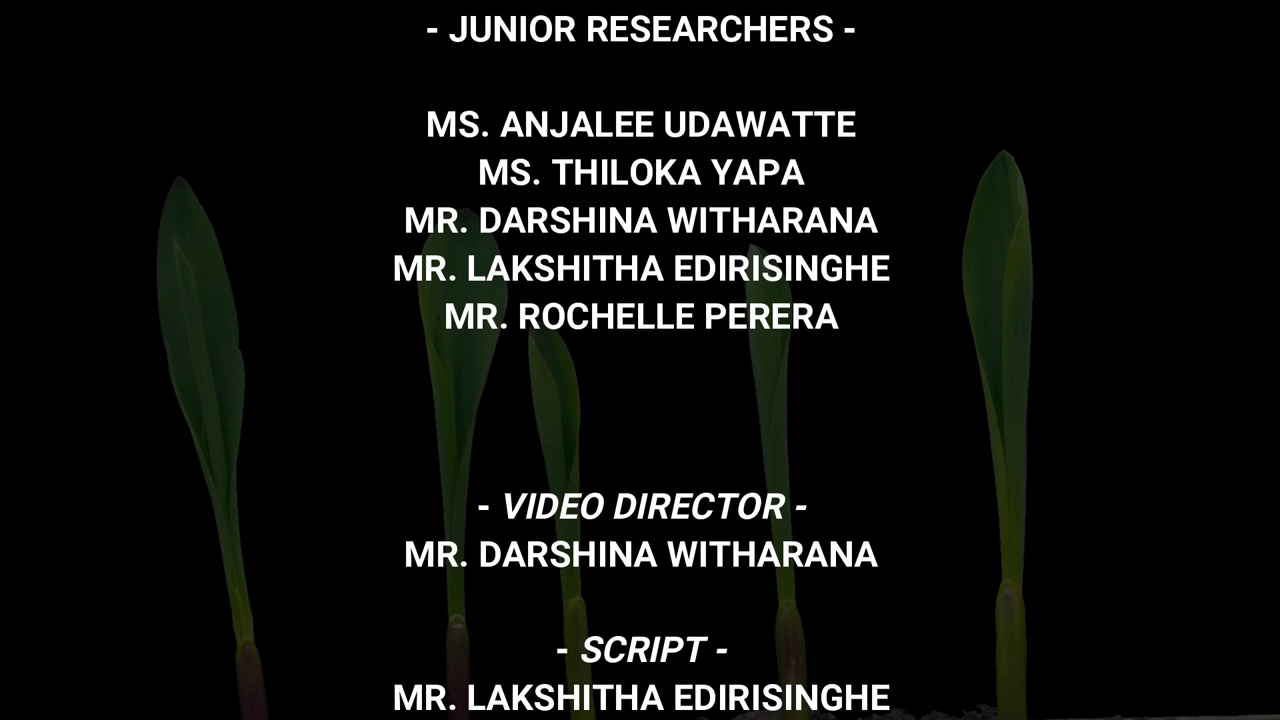 - JUNIOR RESEARCHERS -
MS. ANJALEE UDAWATTE
MS. THILOKA YAPA
MR. DARSHINA WITHARANA
MR. LAKSHITHA EDIRISINGHE
MR. ROCHELLE PERERA
- VIDEO DIRECTOR -
MR. DARSHINA WITHARANA
- SCRIPT -
MR. LAKSHITHA EDIRISINGHE